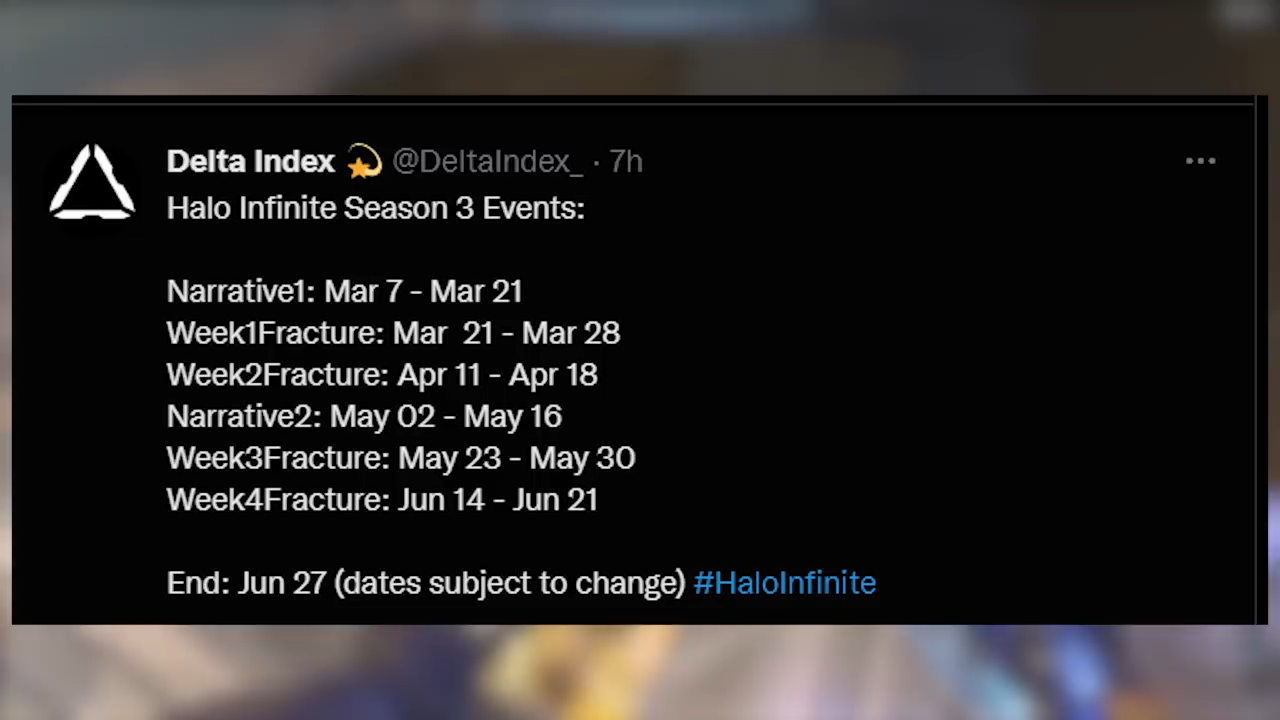 Delta Index 💫 @DeltaIndex_ · 7h
Halo Infinite Season 3 Events:
Narrative1: Mar 7 - Mar 21
Week1Fracture: Mar  21 - Mar 28
Week2Fracture: Apr 11 - Apr 18
Narrative2: May 02 - May 16
Week3Fracture: May 23 - May 30
Week4Fracture: Jun 14 - Jun 21
End: Jun 27 (dates subject to change) #HaloInfinite